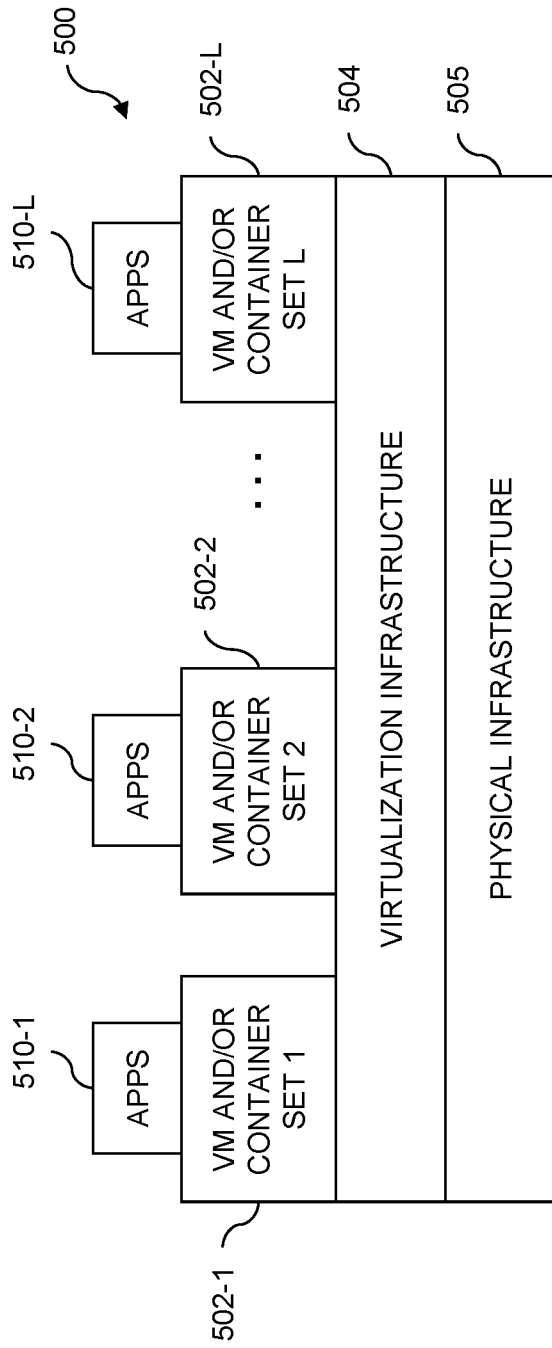 500
510-1
510-2
510-L
APPS
APPS
APPS
502-L
502-2
VM AND/OR
CONTAINER
SET 1
VM AND/OR
CONTAINER
SET 2
. . .
VM AND/OR
CONTAINER
SET L
502-1
504
VIRTUALIZATION INFRASTRUCTURE
505
PHYSICAL INFRASTRUCTURE